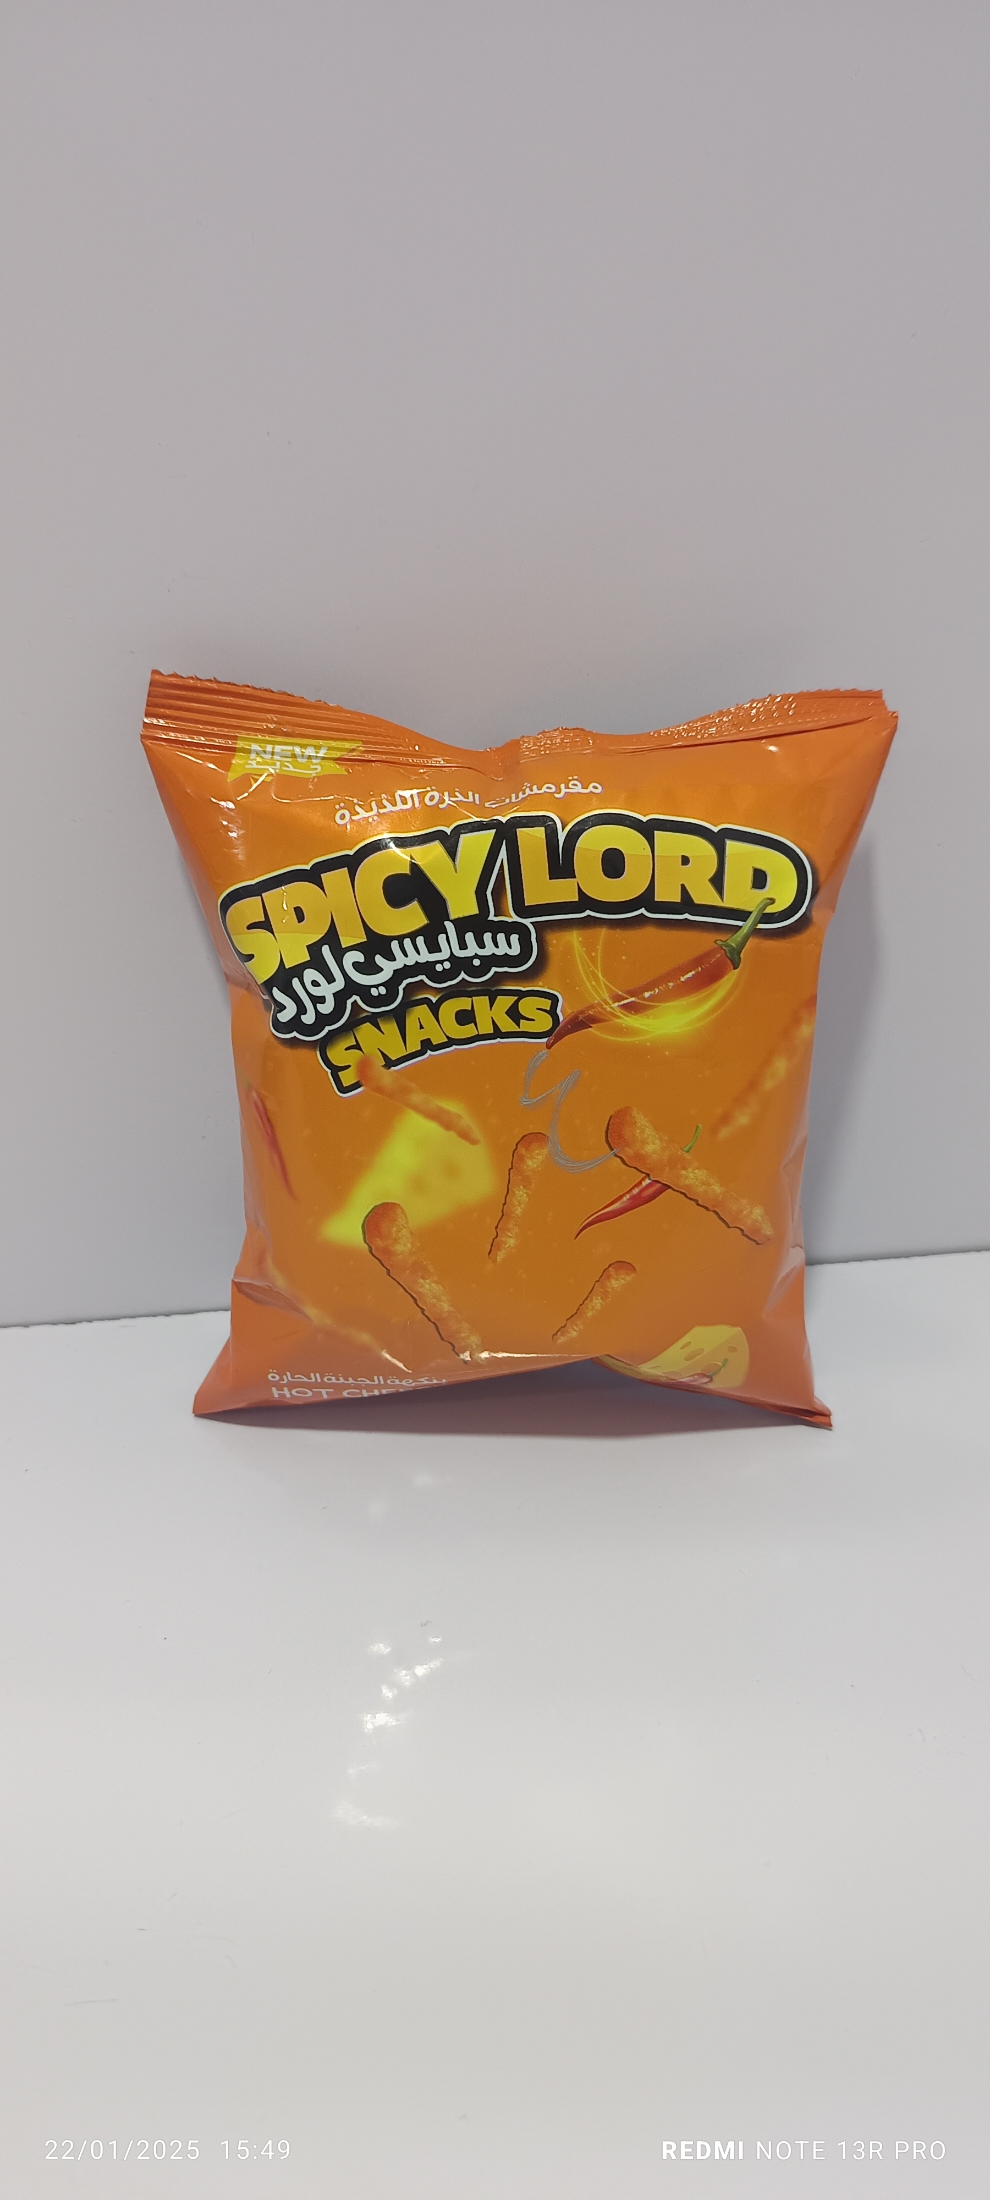 NEW
جديد
مقرمشات الذرة اللذيذة
SPICY LORD
سبايسي لورد
SNACKS
بنكهة الجبنة الحارة
HOT
22/01/2025 15:49
REDMI NOTE 13R PRO